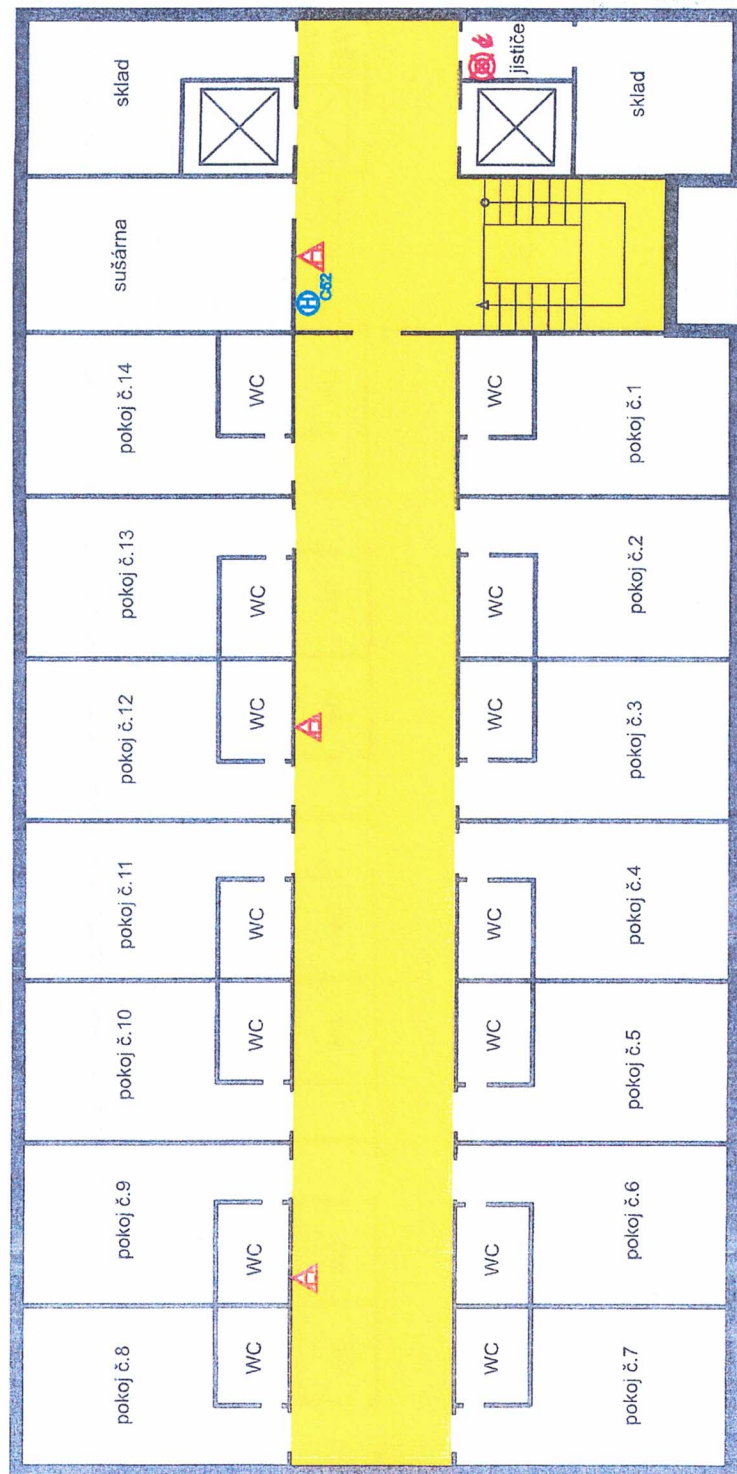 pokoj č.8
pokoj č.9
pokoj č.10
pokoj č.11
pokoj č.12
pokoj č.13
pokoj č.14
sušárna
sklad
WC
WC
WC
WC
WC
WC
WC
H
C52
WC
WC
WC
WC
WC
WC
WC
jističe
pokoj č.7
pokoj č.6
pokoj č.5
pokoj č.4
pokoj č.3
pokoj č.2
pokoj č.1
sklad